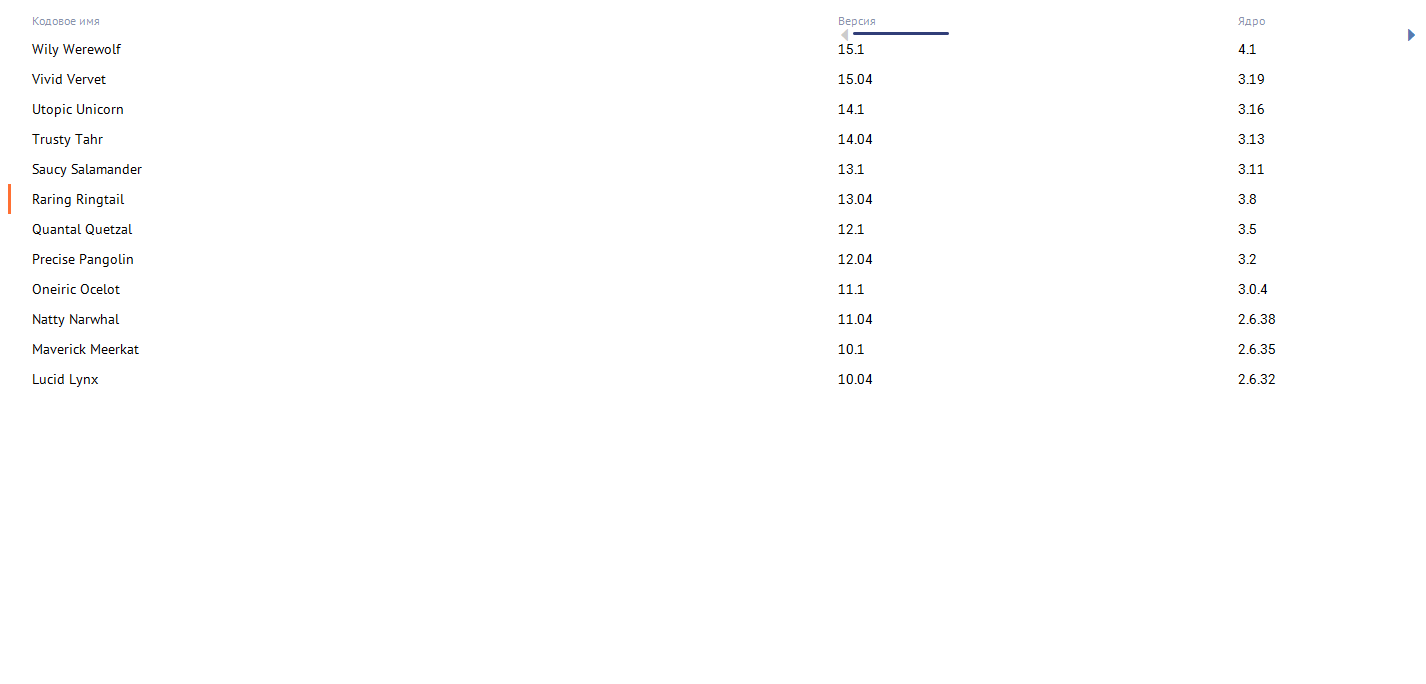 Кодовое имя Версия Ядро
Wily Werewolf 15.1 4.1
Vivid Vervet 15.04 3.19
Utopic Unicorn 14.1 3.16
Trusty Tahr 14.04 3.13
Saucy Salamander 13.1 3.11
Raring Ringtail 13.04 3.8
Quantal Quetzal 12.1 3.5
Precise Pangolin 12.04 3.2
Oneiric Ocelot 11.1 3.0.4
Natty Narwhal 11.04 2.6.38
Maverick Meerkat 10.1 2.6.35
Lucid Lynx 10.04 2.6.32